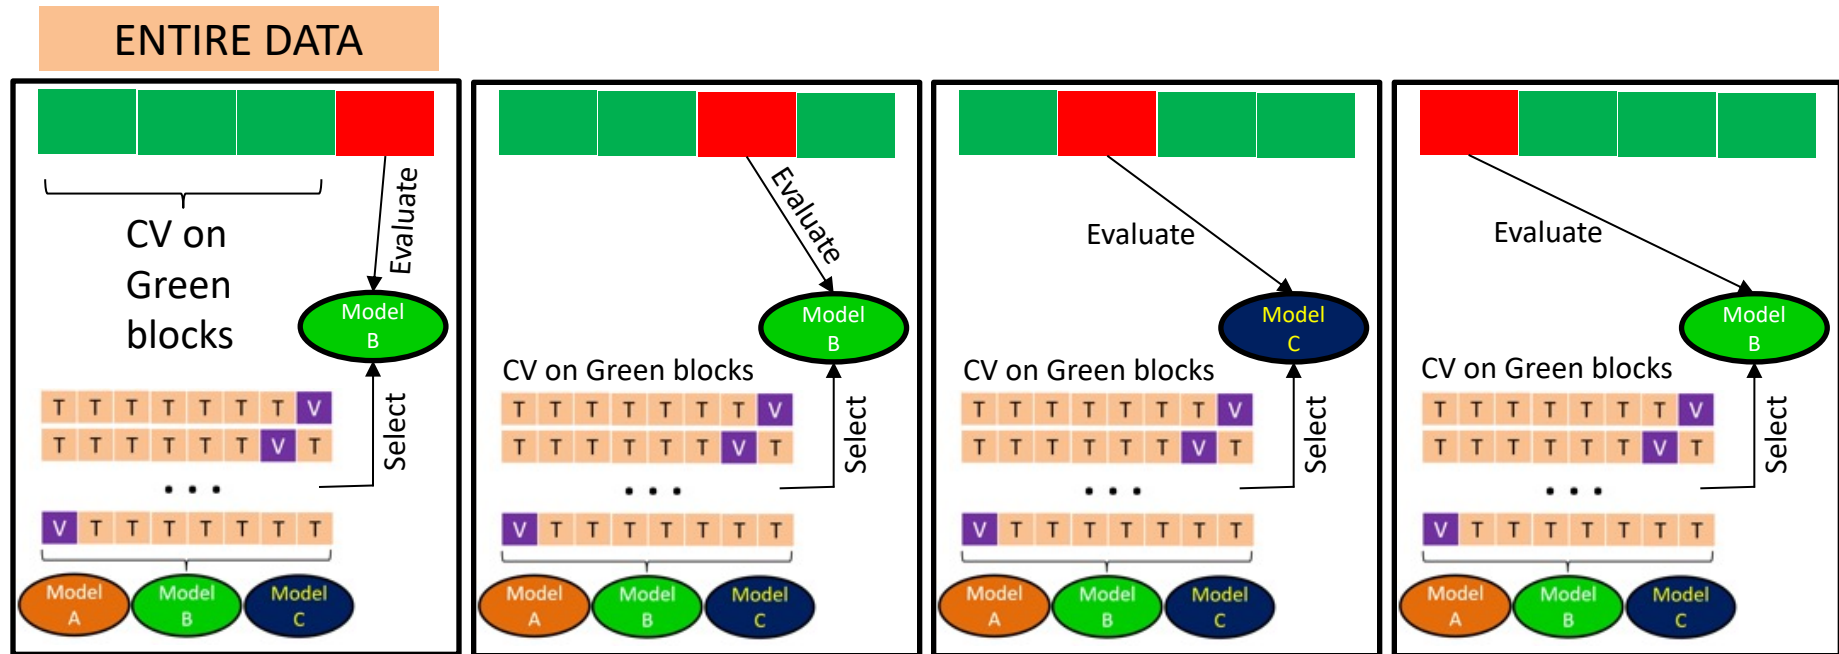 ENTIRE DATA
Evaluate
CV on
Green
blocks
Model
B
T T T T T T T V
T T T T T T V T
Select
. . .
V T T T T T T T
Model
A
Model
B
Model
C
Evaluate
Model
B
CV on Green blocks
T T T T T T T V
T T T T T T V T
Select
. . .
V T T T T T T T
Model
A
Model
B
Model
C
Evaluate
Model
C
CV on Green blocks
T T T T T T T V
T T T T T T V T
Select
. . .
V T T T T T T T
Model
A
Model
B
Model
C
Evaluate
Model
B
CV on Green blocks
T T T T T T T V
T T T T T T V T
Select
. . .
V T T T T T T T
Model
A
Model
B
Model
C